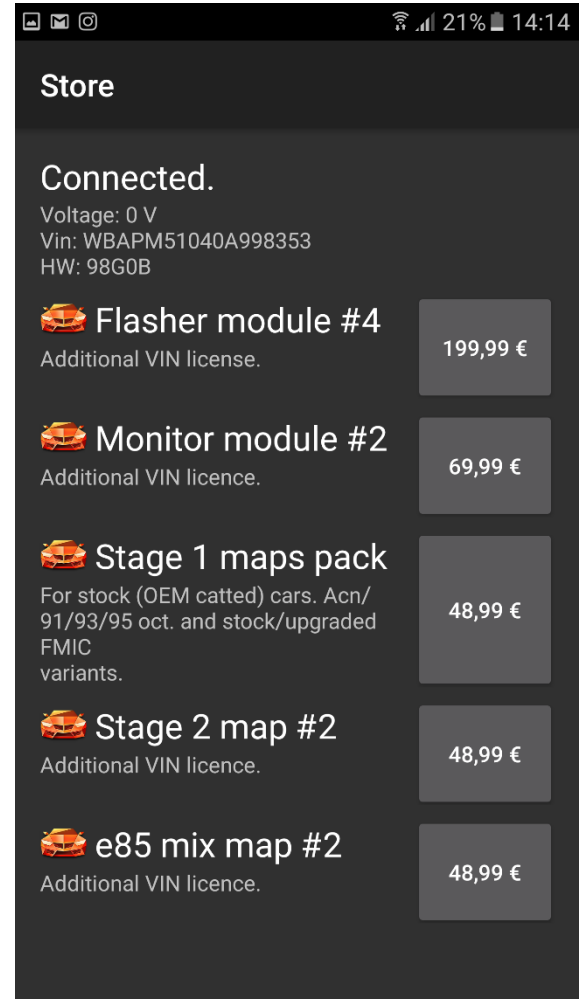 21% 14:14
Store
Connected.
Voltage: 0 V
Vin: WBAPM51040A998353
HW: 98G0B
Flasher module #4
Additional VIN license.
199,99 €
Monitor module #2
Additional VIN licence.
69,99 €
Stage 1 maps pack
For stock (OEM catted) cars. Acn/
91/93/95 oct. and stock/upgraded
FMIC
variants.
48,99 €
Stage 2 map #2
Additional VIN licence.
48,99 €
e85 mix map #2
Additional VIN licence.
48,99 €